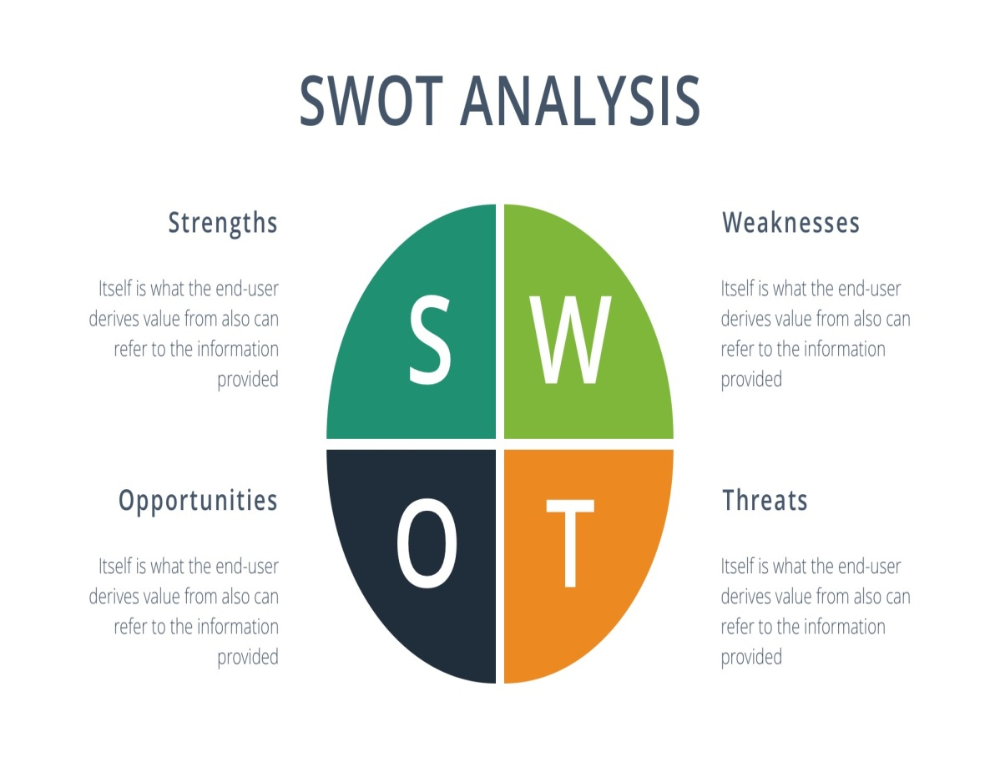 SWOT ANALYSIS
Strengths
Itself is what the end-user
derives value from also can
refer to the information
provided
S
W
Weaknesses
Itself is what the end-user
derives value from also can
refer to the information
provided
Opportunities
Itself is what the end-user
derives value from also can
refer to the information
provided
O
T
Threats
Itself is what the end-user
derives value from also can
refer to the information
provided